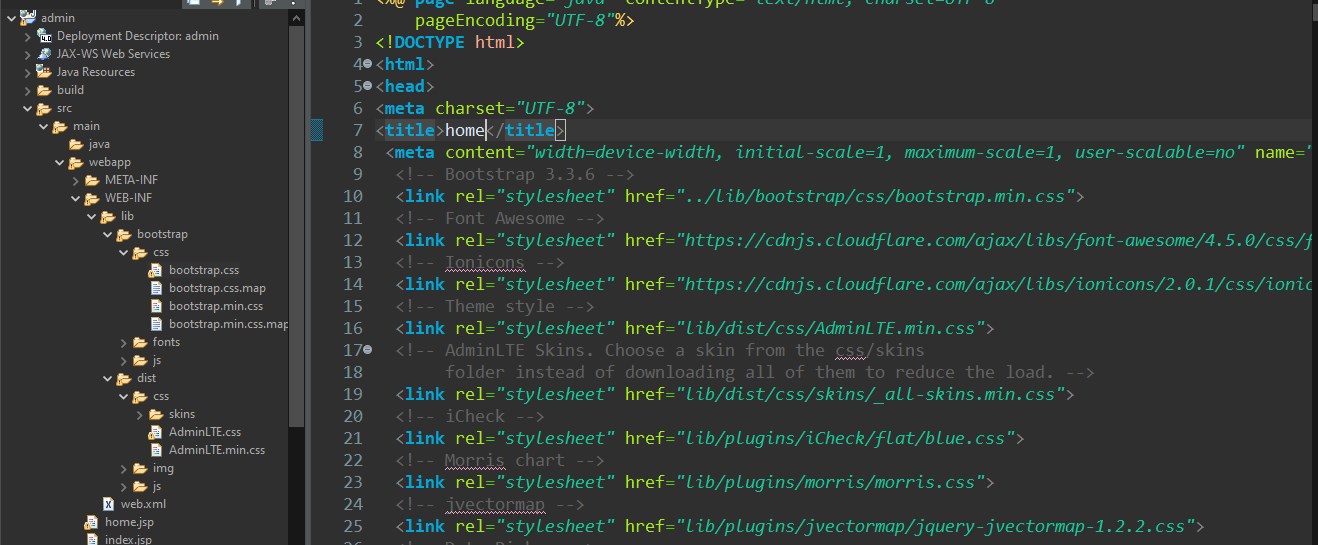 admin
Deployment Descriptor: admin
JAX-WS Web Services
Java Resources
build
src
main
java
webapp
META-INF
WEB-INF
lib
bootstrap
css
bootstrap.css
bootstrap.css.map
bootstrap.min.css
bootstrap.min.css.map
fonts
js
dist
css
skins
AdminLTE.css
AdminLTE.min.css
img
js
web.xml
home.jsp
index.jsp
1 <%@ page language="java" contentType="text/html; charset=UTF-8"
2 pageEncoding="UTF-8"%>
3 <!DOCTYPE html>
4 <html>
5 <head>
6 <meta charset="UTF-8">
7 <title>home</title>
8 <meta content="width=device-width, initial-scale=1, maximum-scale=1, user-scalable=no" name="
9 <!-- Bootstrap 3.3.6 -->
10 <link rel="stylesheet" href="../lib/bootstrap/css/bootstrap.min.css">
11 <!-- Font Awesome -->
12 <link rel="stylesheet" href="https://cdnjs.cloudflare.com/ajax/libs/font-awesome/4.5.0/css/f
13 <!-- Ionicons -->
14 <link rel="stylesheet" href="https://cdnjs.cloudflare.com/ajax/libs/ionicons/2.0.1/css/ionic
15 <!-- Theme style -->
16 <link rel="stylesheet" href="lib/dist/css/AdminLTE.min.css">
17 <!-- AdminLTE Skins. Choose a skin from the css/skins
18 folder instead of downloading all of them to reduce the load. -->
19 <link rel="stylesheet" href="lib/dist/css/skins/_all-skins.min.css">
20 <!-- iCheck -->
21 <link rel="stylesheet" href="lib/plugins/iCheck/flat/blue.css">
22 <!-- Morris chart -->
23 <link rel="stylesheet" href="lib/plugins/morris/morris.css">
24 <!-- jvectormap -->
25 <link rel="stylesheet" href="lib/plugins/jvectormap/jquery-jvectormap-1.2.2.css">